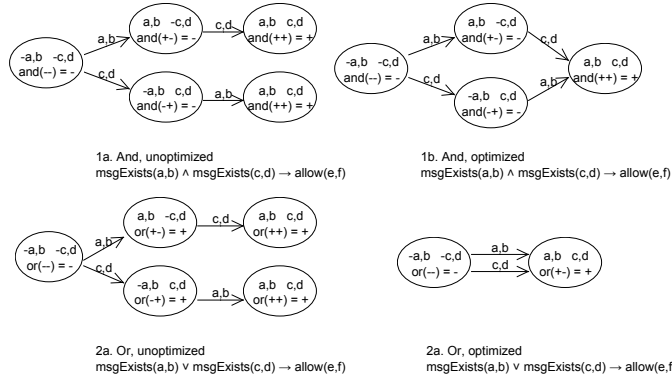 a,b -c,d
and(+-) = -
c,d
a,b c,d
and(++) = +
a,b
-a,b -c,d
and(--) = -
c,d
-a,b c,d
and(-+) = -
a,b
a,b c,d
and(++) = +
1a. And, unoptimized
msgExists(a,b) ∧ msgExists(c,d) → allow(e,f)
a,b -c,d
and(+-) = -
a,b
c,d
-a,b -c,d
and(--) = -
a,b c,d
and(++) = +
c,d
a,b
-a,b c,d
and(-+) = -
1b. And, optimized
msgExists(a,b) ∧ msgExists(c,d) → allow(e,f)
a,b -c,d
or(+-) = +
c,d
a,b c,d
or(++) = +
a,b
-a,b -c,d
or(--) = -
c,d
-a,b c,d
or(-+) = +
a,b
a,b c,d
or(++) = +
2a. Or, unoptimized
msgExists(a,b) ∨ msgExists(c,d) → allow(e,f)
-a,b -c,d
or(--) = -
a,b
c,d
a,b c,d
or(+-) = +
2a. Or, optimized
msgExists(a,b) ∨ msgExists(c,d) → allow(e,f)